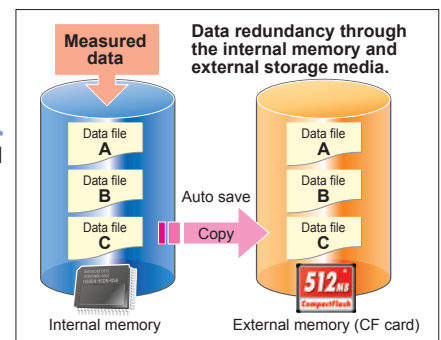 Measured
data
Data redundancy through
the internal memory and
external storage media.
Data file
A
Data file
B
Data file
C
Auto save
Copy
Data file
A
Data file
B
Data file
C
512MB
CompactFlash
Internal memory
External memory (CF card)